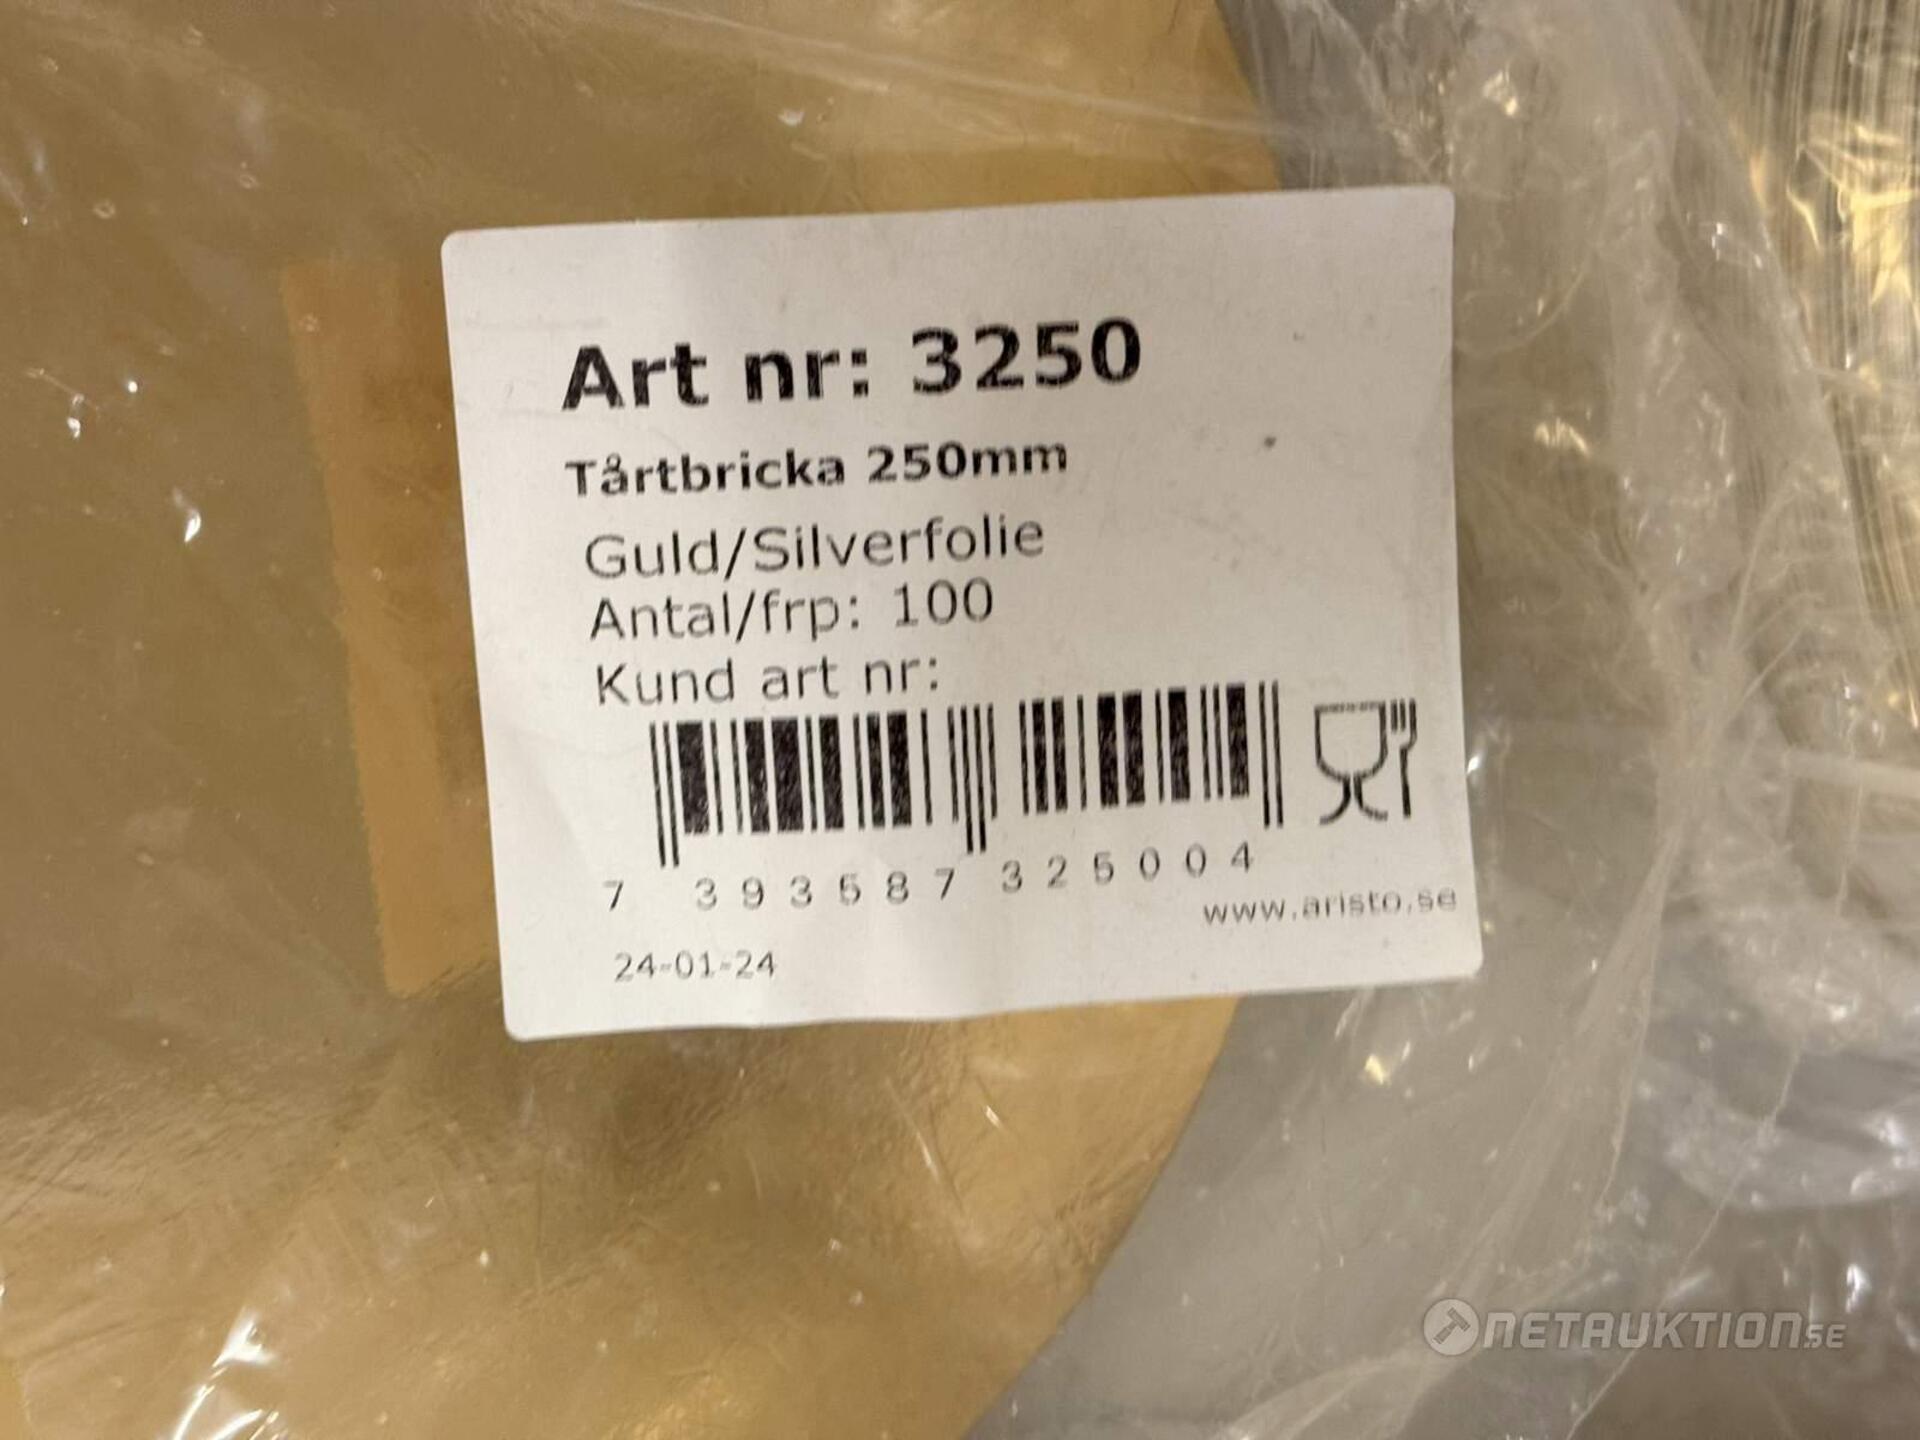 Art nr: 3250
Tårtbricka 250mm
Guld/Silverfolie
Antal/frp: 100
Kund art nr:
7 393587 325004
www.aristo.se
24-01-24
NETAUKTION.SE